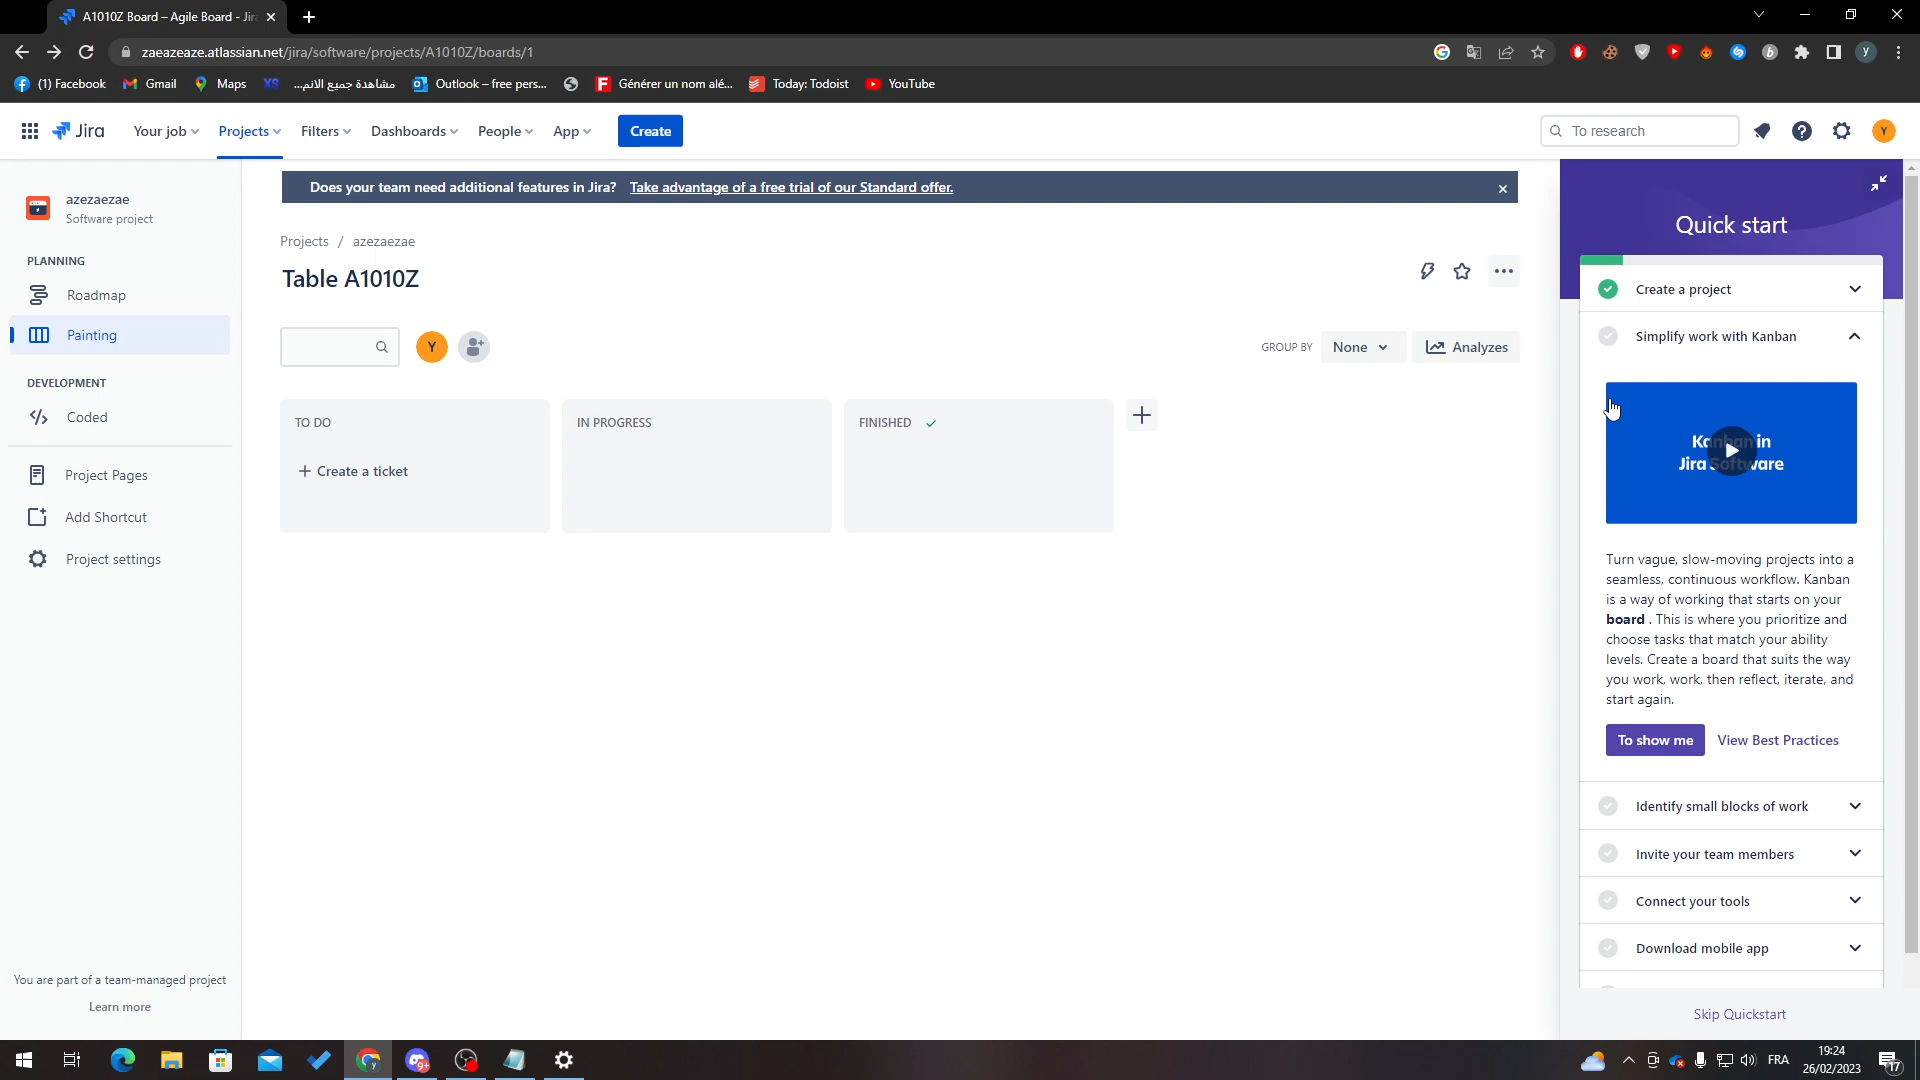 A1010Z Board – Agile Board - Jir
zaeazeaze.atlassian.net/jira/software/projects/A1010Z/boards/1
(1) Facebook
Gmail
Maps
XS
مشاهدة جميع الانم...
Outlook – free pers...
Générer un nom alé...
Today: Todoist
YouTube
Jira
Your job
Projects
Filters
Dashboards
People
App
Create
To research
Y
azezaezae
Software project
PLANNING
Roadmap
Painting
DEVELOPMENT
Coded
Project Pages
Add Shortcut
Project settings
You are part of a team-managed project
Learn more
Does your team need additional features in Jira? Take advantage of a free trial of our Standard offer.
Projects / azezaezae
Table A1010Z
Y
GROUP BY
None
Analyzes
TO DO
+ Create a ticket
IN PROGRESS
FINISHED
Quick start
Create a project
Simplify work with Kanban
Kanban in
Jira Software
Turn vague, slow-moving projects into a
seamless, continuous workflow. Kanban
is a way of working that starts on your
board . This is where you prioritize and
choose tasks that match your ability
levels. Create a board that suits the way
you work, work, then reflect, iterate, and
start again.
To show me
View Best Practices
Identify small blocks of work
Invite your team members
Connect your tools
Download mobile app
Skip Quickstart
9+
FRA
19:24
26/02/2023
17